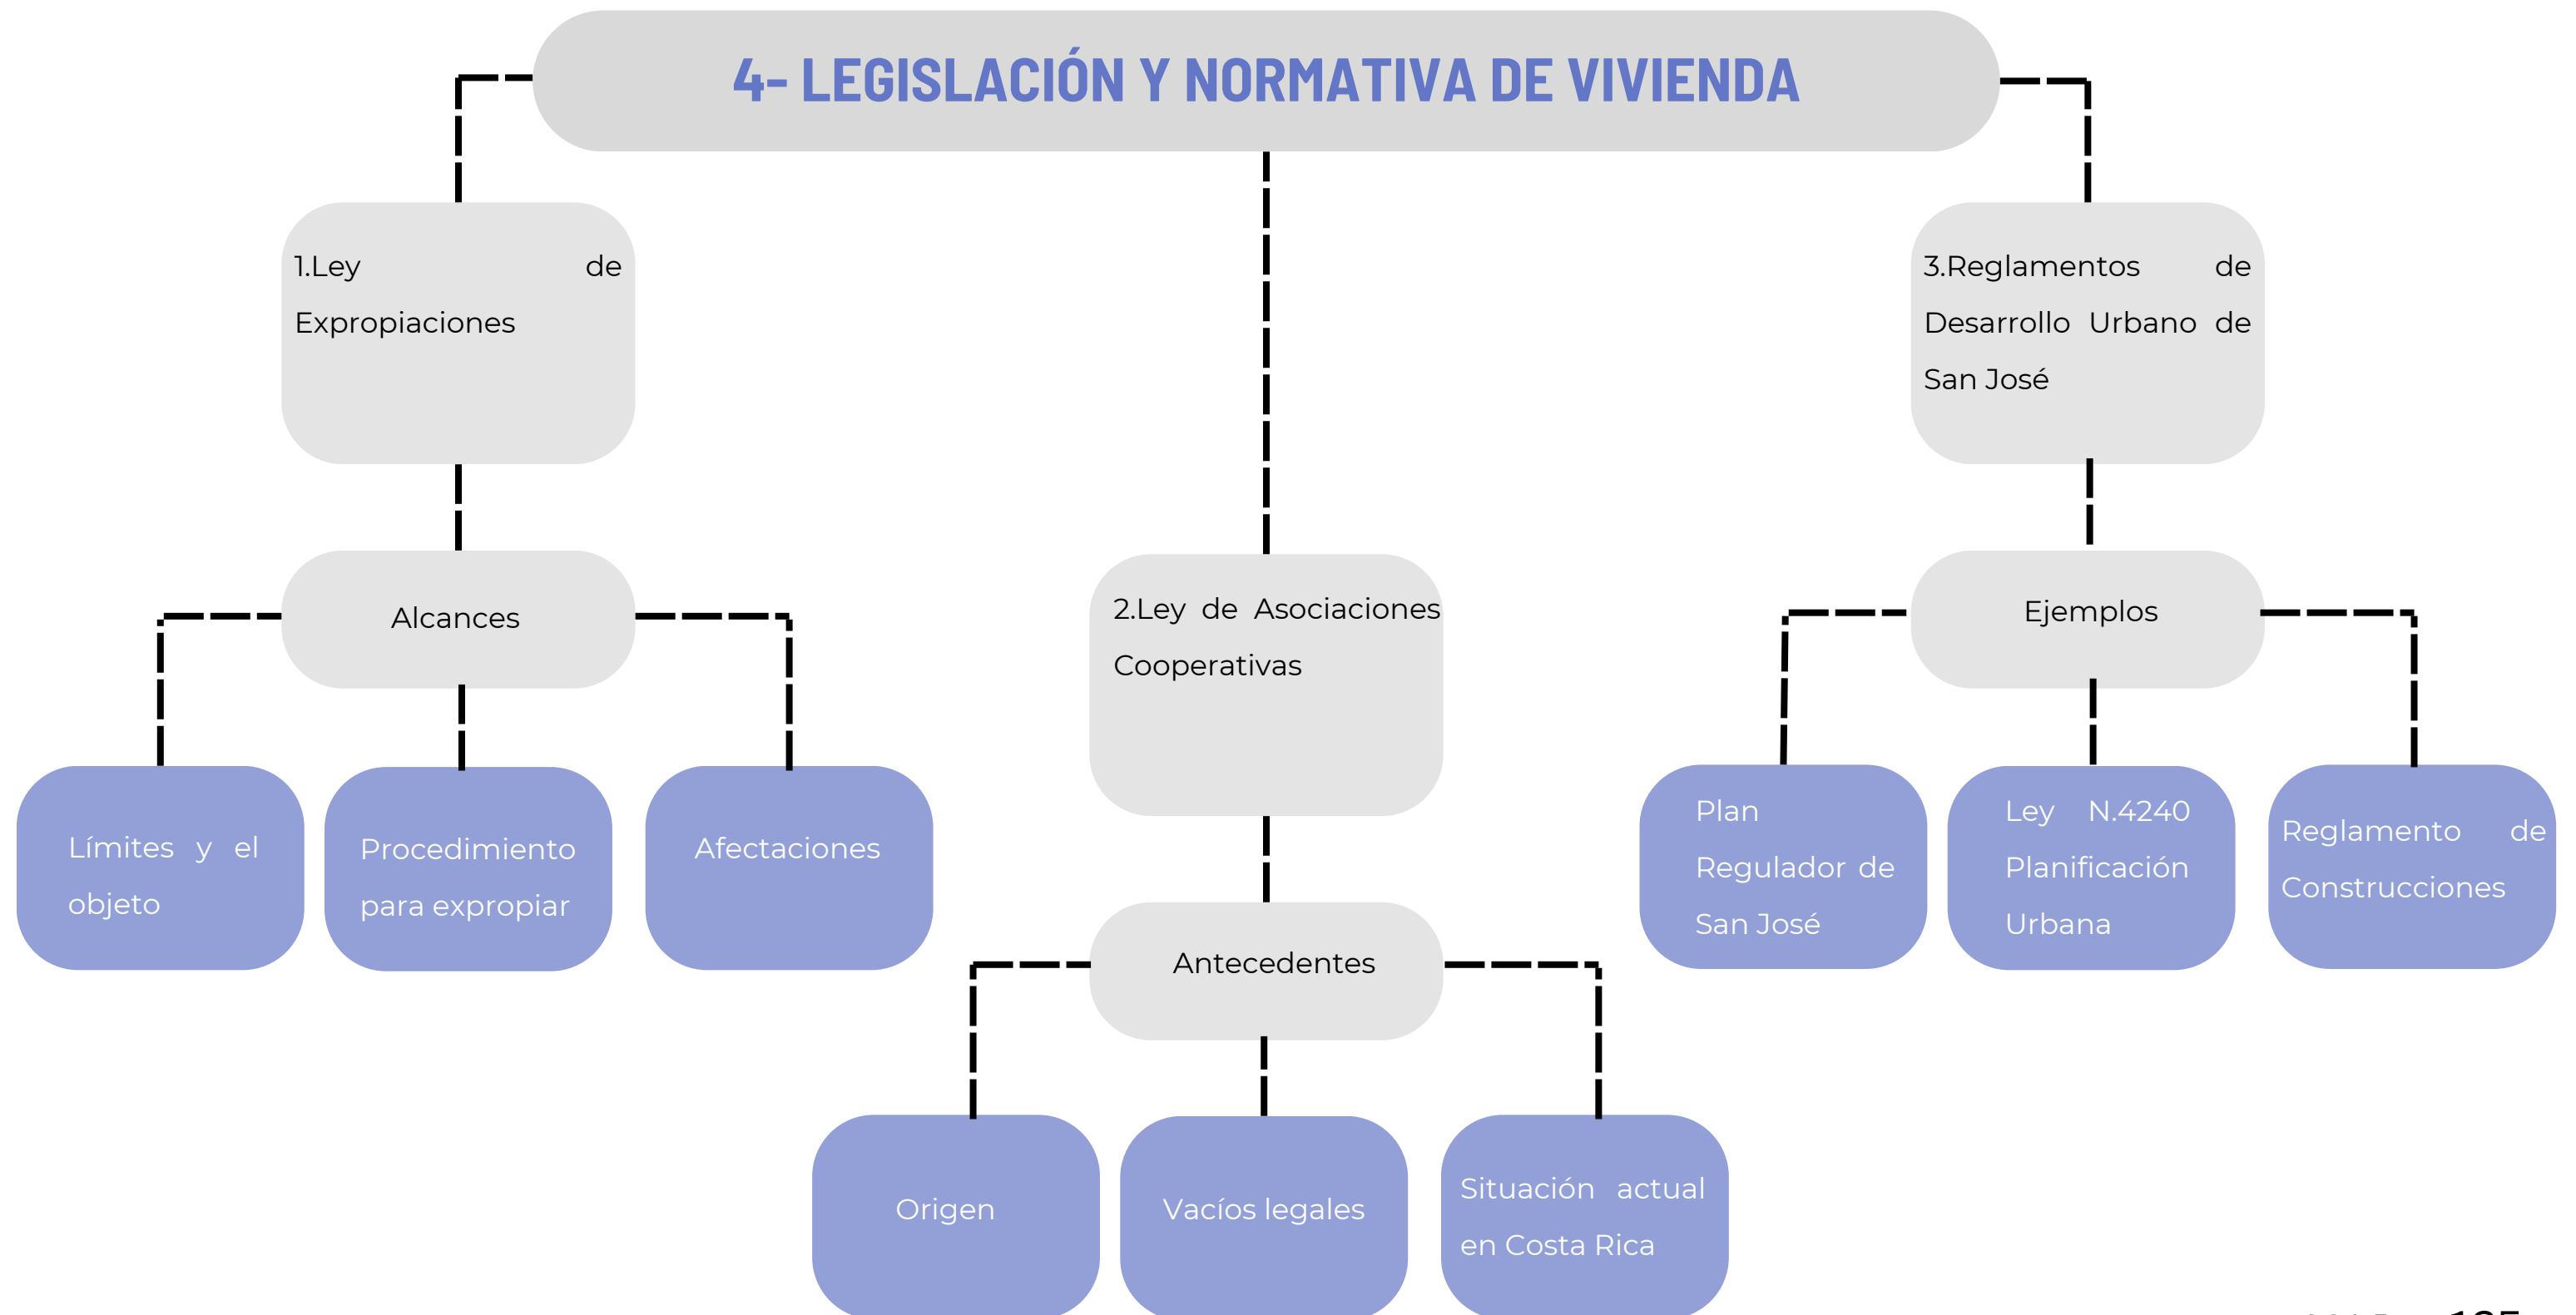 4- LEGISLACIÓN Y NORMATIVA DE VIVIENDA
1.Ley de
Expropiaciones
Alcances
Límites y el
objeto
Procedimiento
para expropiar
Afectaciones
2.Ley de Asociaciones
Cooperativas
Antecedentes
Origen
Vacíos legales
Situación actual
en Costa Rica
3.Reglamentos de
Desarrollo Urbano de
San José
Ejemplos
Plan
Regulador de
San José
Ley N.4240
Planificación
Urbana
Reglamento de
Construcciones